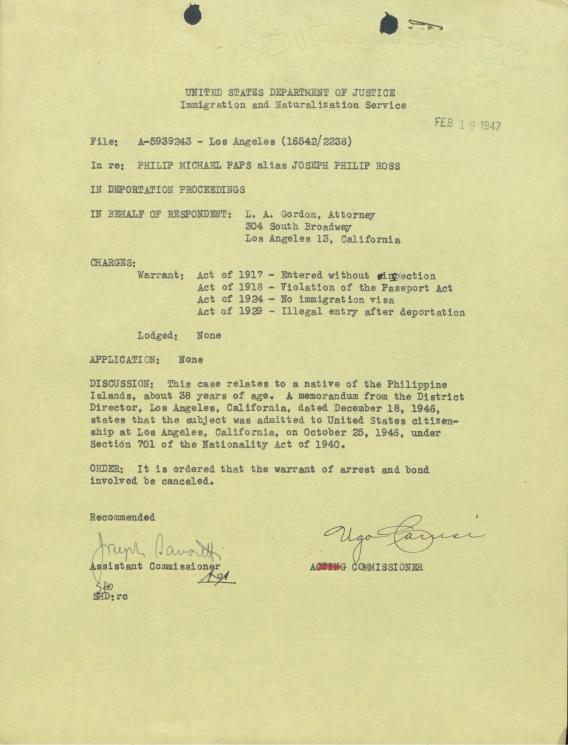 UNITED STATES DEPARTMENT OF JUSTICE
Immigration and Naturalization Service
FEB 19 1947
File: A-5939243 - Los Angeles (16542/2238)
In re: PHILIP MICHAEL PAPS alias JOSEPH PHILIP ROSS
IN DEPORTATION PROCEEDINGS
IN BEHALF OF RESPONDENT: L. A. Gordon, Attorney
304 South Broadway
Los Angeles 13, California
CHARGES:
Warrant: Act of 1917 - Entered without inspection
Act of 1918 - Violation of the Passport Act
Act of 1924 - No immigration visa
Act of 1929 - Illegal entry after deportation
Lodged: None
APPLICATION: None
DISCUSSION: This case relates to a native of the Philippine
Islands, about 38 years of age. A memorandum from the District
Director, Los Angeles, California, dated December 18, 1946,
states that the subject was admitted to United States citizen-
ship at Los Angeles, California, on October 25, 1946, under
Section 701 of the Nationality Act of 1940.
ORDER: It is ordered that the warrant of arrest and bond
involved be canceled.
Recommended
Joseph Savoretti
Ugo Carusi
Assistant Commissioner
ACTING COMMISSIONER
SHD:rc